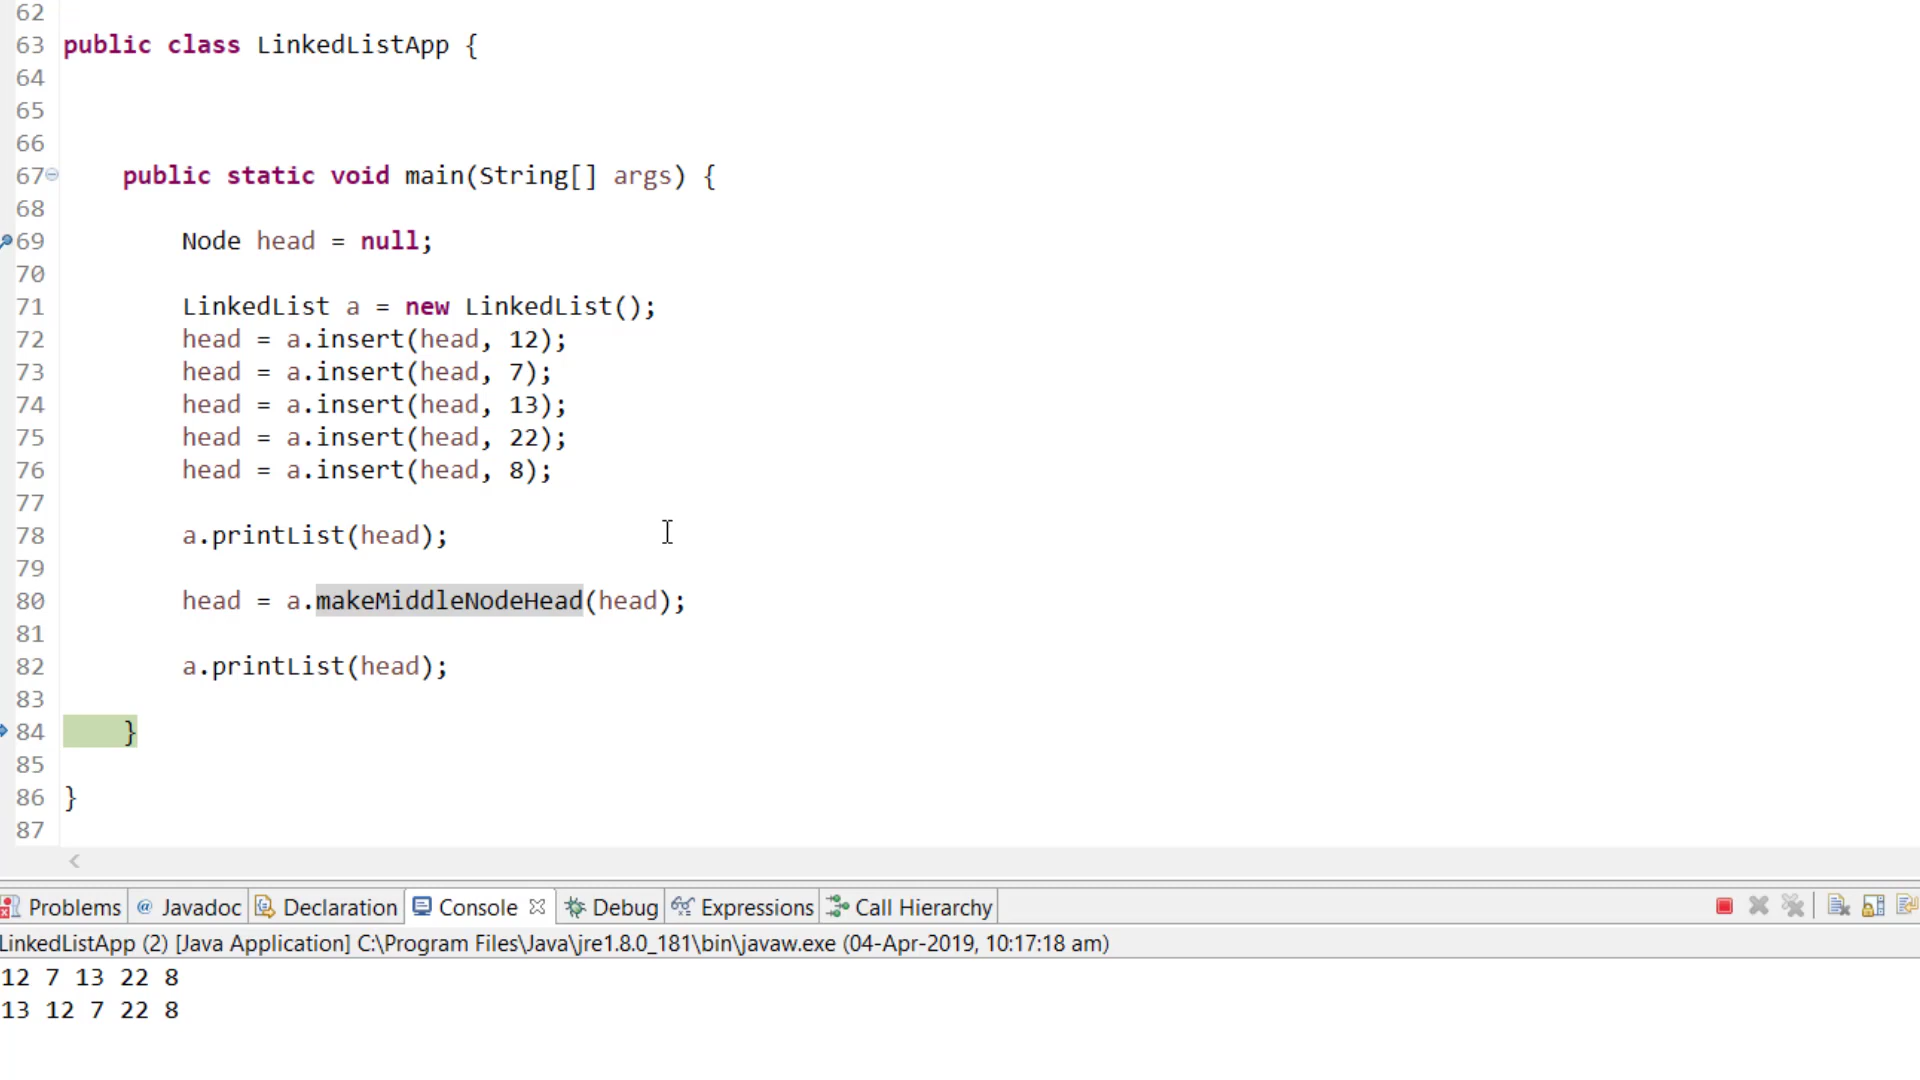 62
63 public class LinkedListApp {
64
65
66
67 public static void main(String[] args) {
68
69 Node head = null;
70
71 LinkedList a = new LinkedList();
72 head = a.insert(head, 12);
73 head = a.insert(head, 7);
74 head = a.insert(head, 13);
75 head = a.insert(head, 22);
76 head = a.insert(head, 8);
77
78 a.printList(head);
79
80 head = a.makeMiddleNodeHead(head);
81
82 a.printList(head);
83
84 }
85
86 }
87
Problems @ Javadoc Declaration Console Debug Expressions Call Hierarchy
LinkedListApp (2) [Java Application] C:\Program Files\Java\jre1.8.0_181\bin\javaw.exe (04-Apr-2019, 10:17:18 am)
12 7 13 22 8
13 12 7 22 8